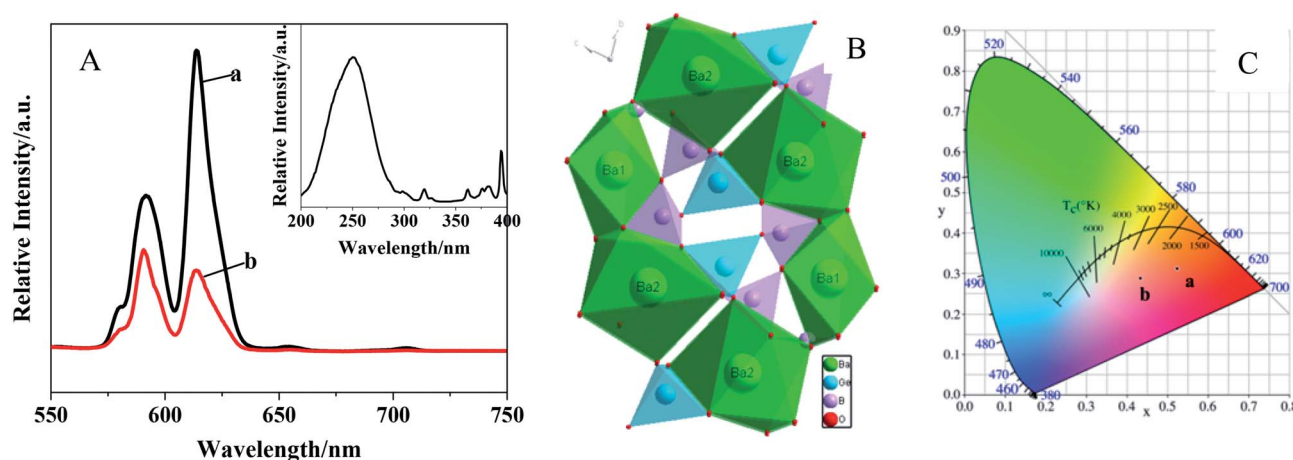 A
a
b
Relative Intensity/a.u.
550 600 650 700 750
Wavelength/nm
Relative Intensity/a.u.
200 250 300 350 400
Wavelength/nm
B
c
b
Ba2
Ba2
Ba1
Ba2
Ba1
Ba2
Ba
Ge
B
O
C
0.9
0.8
0.7
0.6
0.5
y
0.4
0.3
0.2
0.1
0.0
0.0 0.1 0.2 0.3 0.4 0.5 0.6 0.7 0.8
x
520
540
560
500
580
600
620
700
490
480
470
460
380
Tc(°K)
10000
6000
4000
3000
2500
2000
1500
∞
b
a